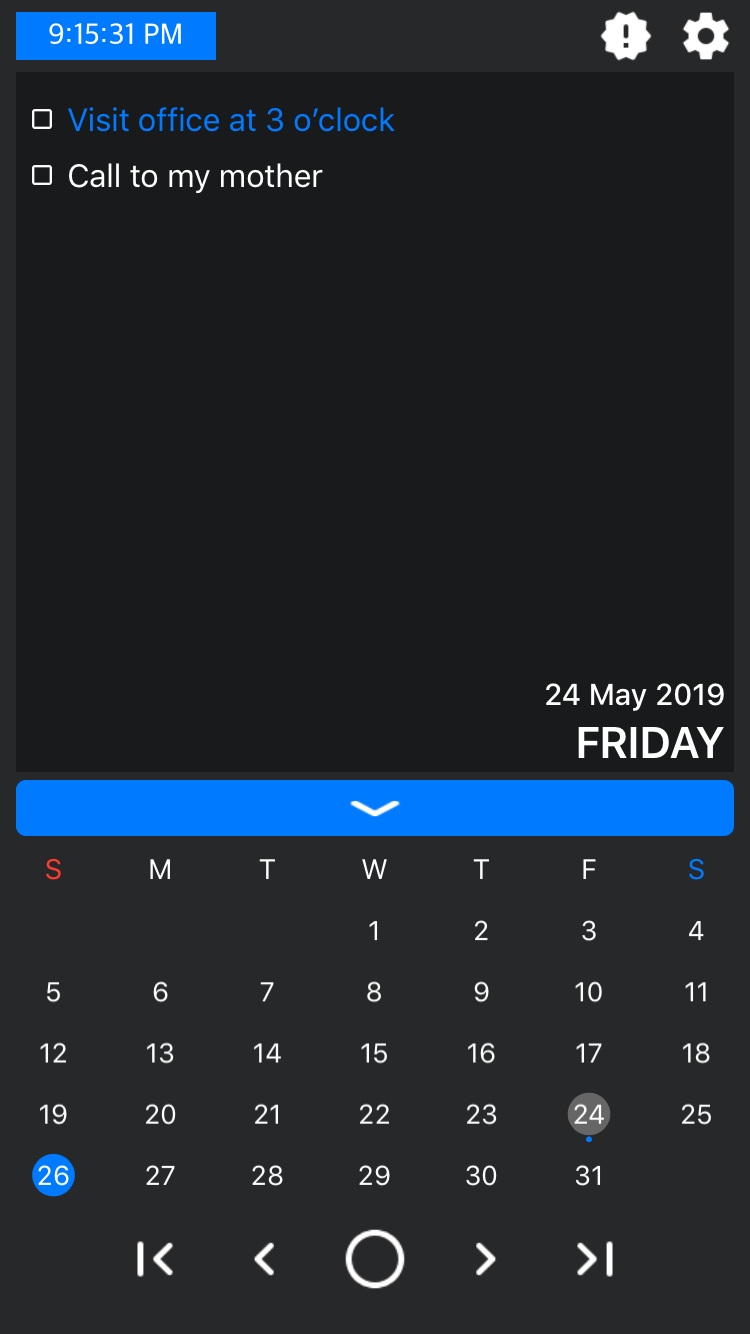 9:15:31 PM
Visit office at 3 o’clock
Call to my mother
24 May 2019
FRIDAY
S M T W T F S
1 2 3 4
5 6 7 8 9 10 11
12 13 14 15 16 17 18
19 20 21 22 23 24 25
26 27 28 29 30 31